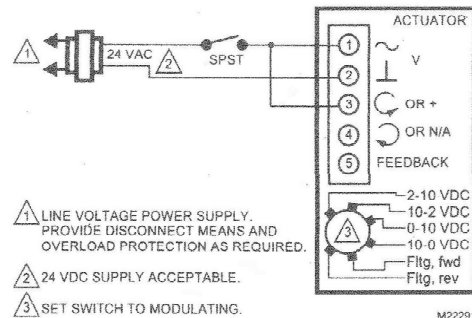 ACTUATOR
1
24 VAC
2
SPST
1
V
2
3
OR +
4
OR N/A
5
FEEDBACK
2-10 VDC
10-2 VDC
0-10 VDC
10-0 VDC
Fltg, fwd
Fltg, rev
3
1 LINE VOLTAGE POWER SUPPLY.
PROVIDE DISCONNECT MEANS AND
OVERLOAD PROTECTION AS REQUIRED.
2 24 VDC SUPPLY ACCEPTABLE.
3 SET SWITCH TO MODULATING.
M2229